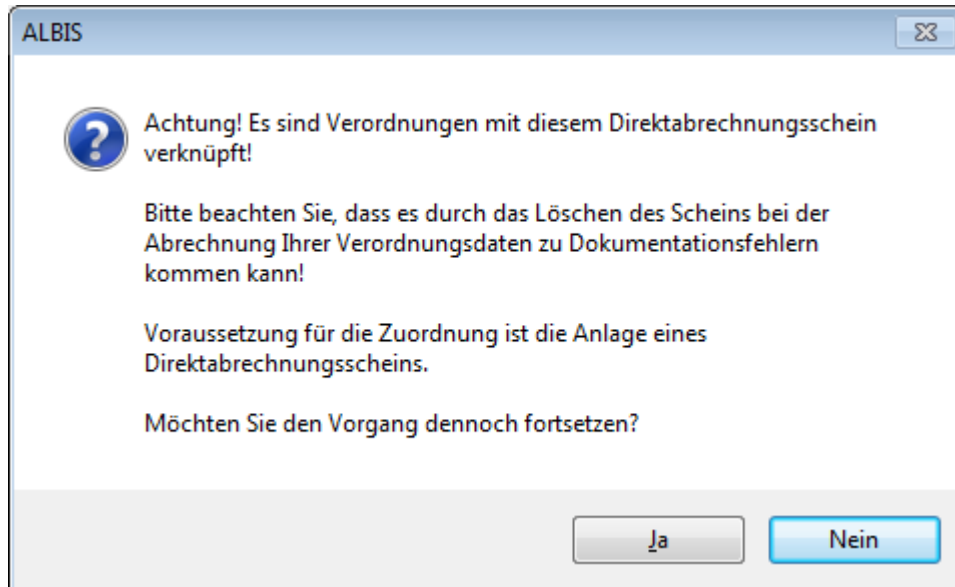 ALBIS
Achtung! Es sind Verordnungen mit diesem Direktabrechnungsschein
verknüpft!
Bitte beachten Sie, dass es durch das Löschen des Scheins bei der
Abrechnung Ihrer Verordnungsdaten zu Dokumentationsfehlern
kommen kann!
Voraussetzung für die Zuordnung ist die Anlage eines
Direktabrechnungsscheins.
Möchten Sie den Vorgang dennoch fortsetzen?
Ja Nein